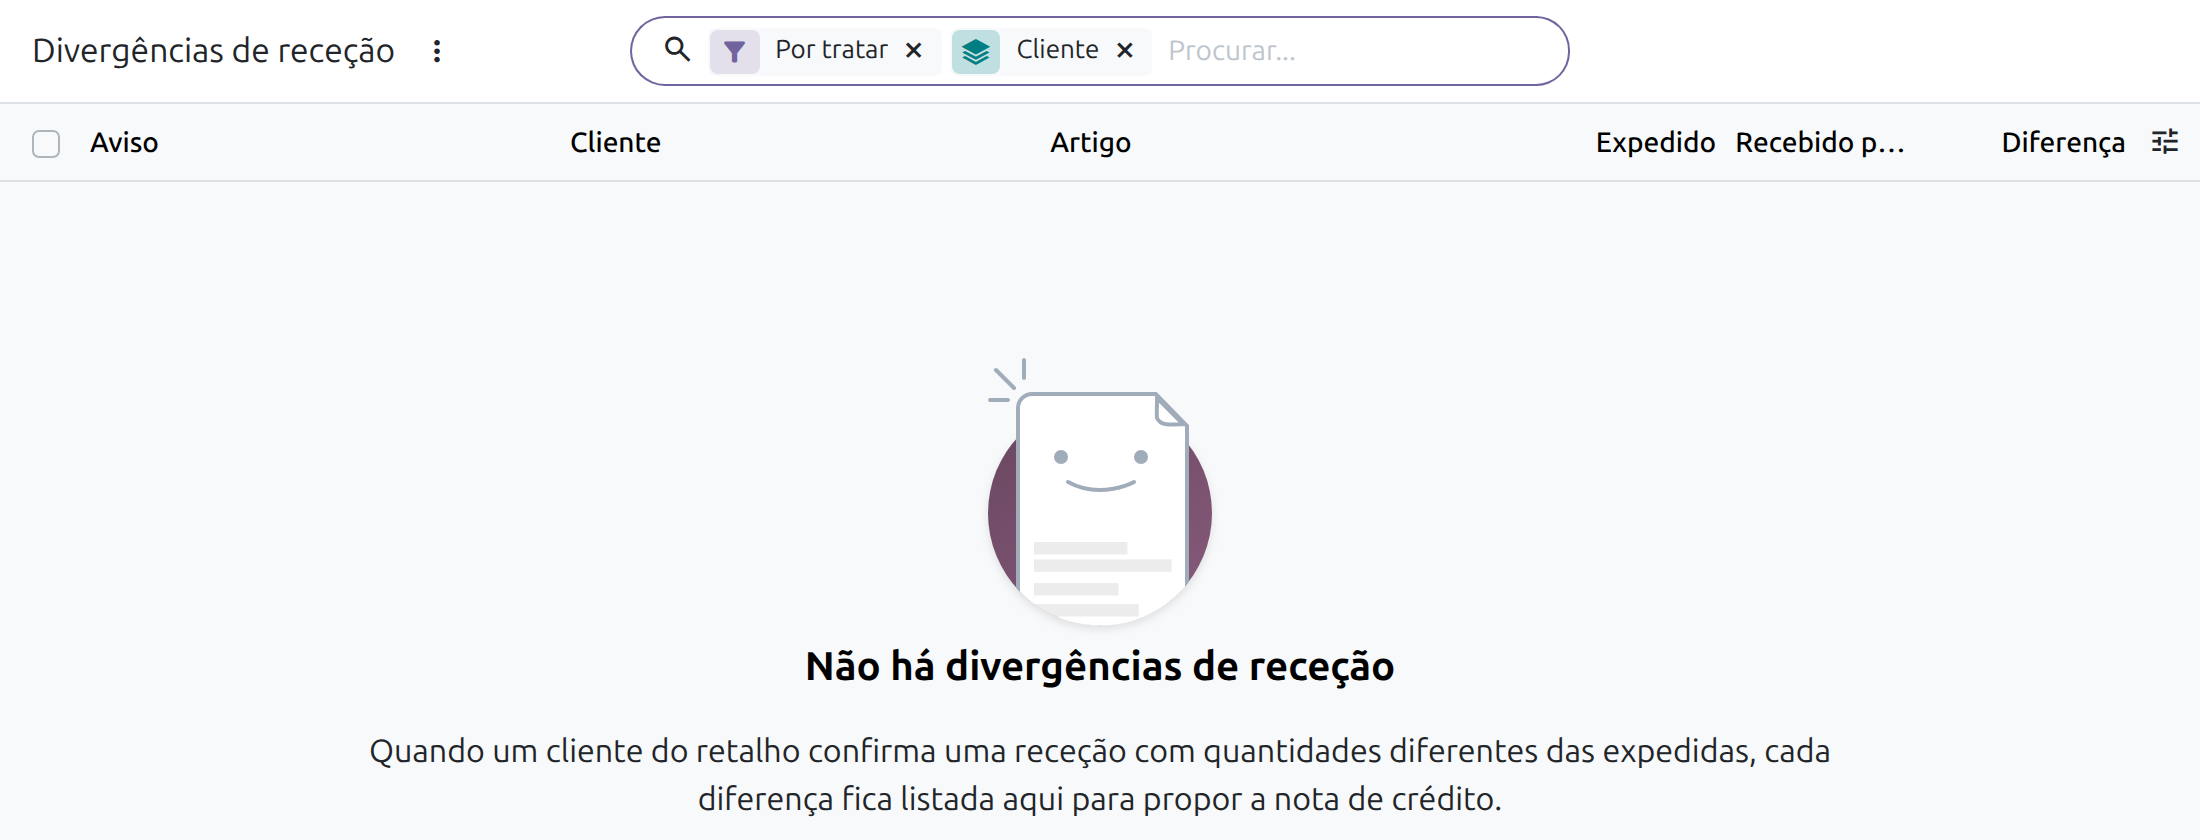 Divergências de receção
Por tratar
Cliente
Procurar...
Aviso Cliente Artigo Expedido Recebido p... Diferença
Não há divergências de receção
Quando um cliente do retalho confirma uma receção com quantidades diferentes das expedidas, cada
diferença fica listada aqui para propor a nota de crédito.